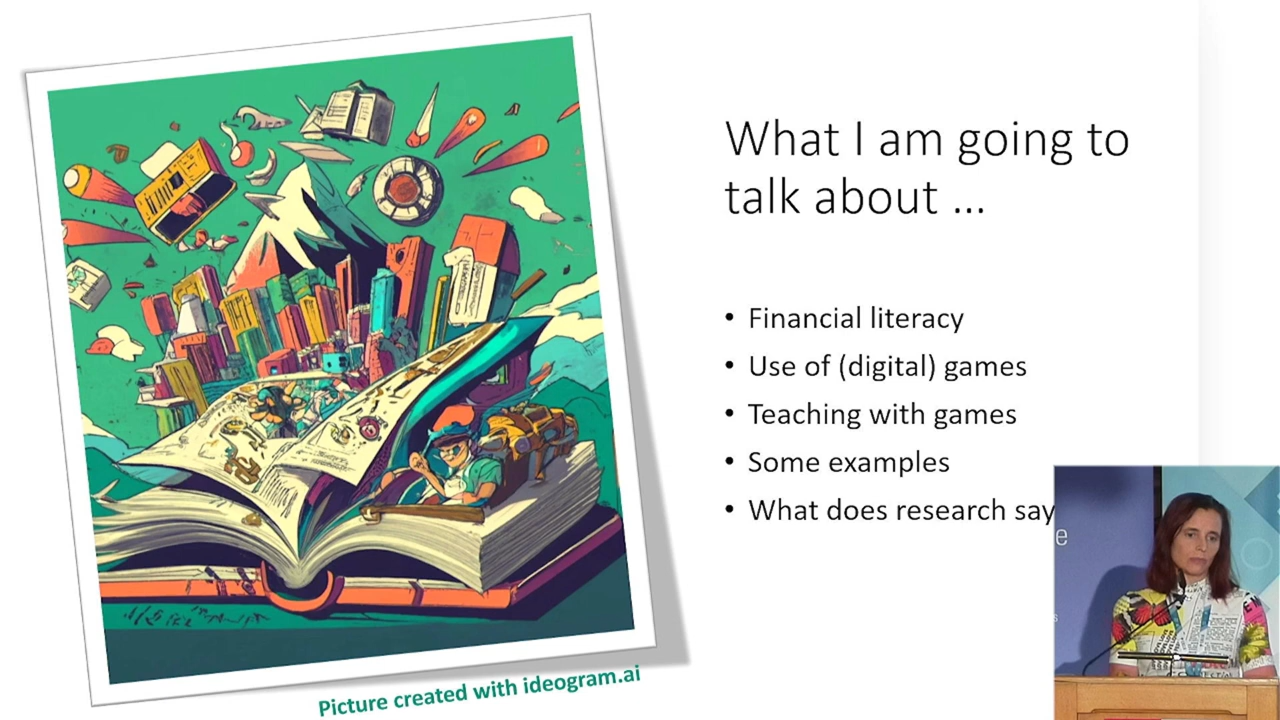 What I am going to
talk about ...
• Financial literacy
• Use of (digital) games
• Teaching with games
• Some examples
• What does research say
Picture created with ideogram.ai